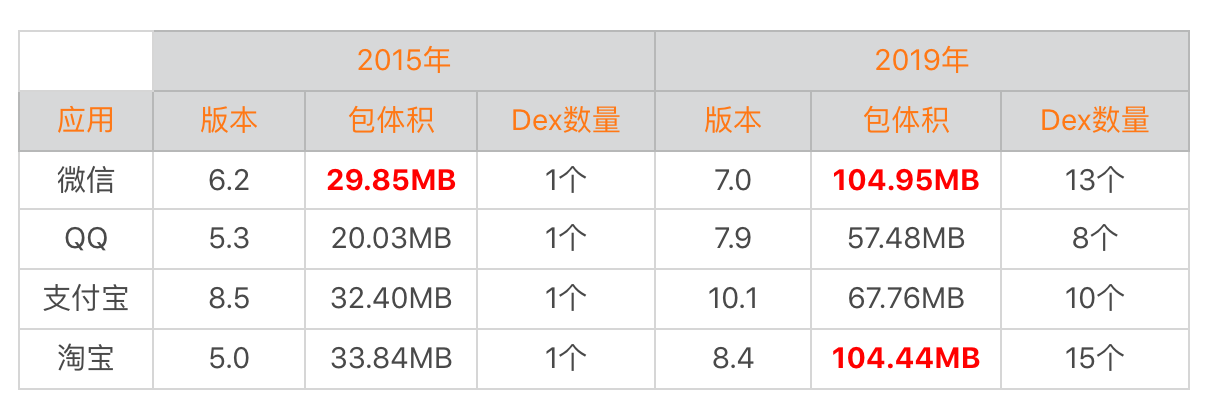 2015年 2019年
应用 版本 包体积 Dex数量 版本 包体积 Dex数量
微信 6.2 29.85MB 1个 7.0 104.95MB 13个
QQ 5.3 20.03MB 1个 7.9 57.48MB 8个
支付宝 8.5 32.40MB 1个 10.1 67.76MB 10个
淘宝 5.0 33.84MB 1个 8.4 104.44MB 15个